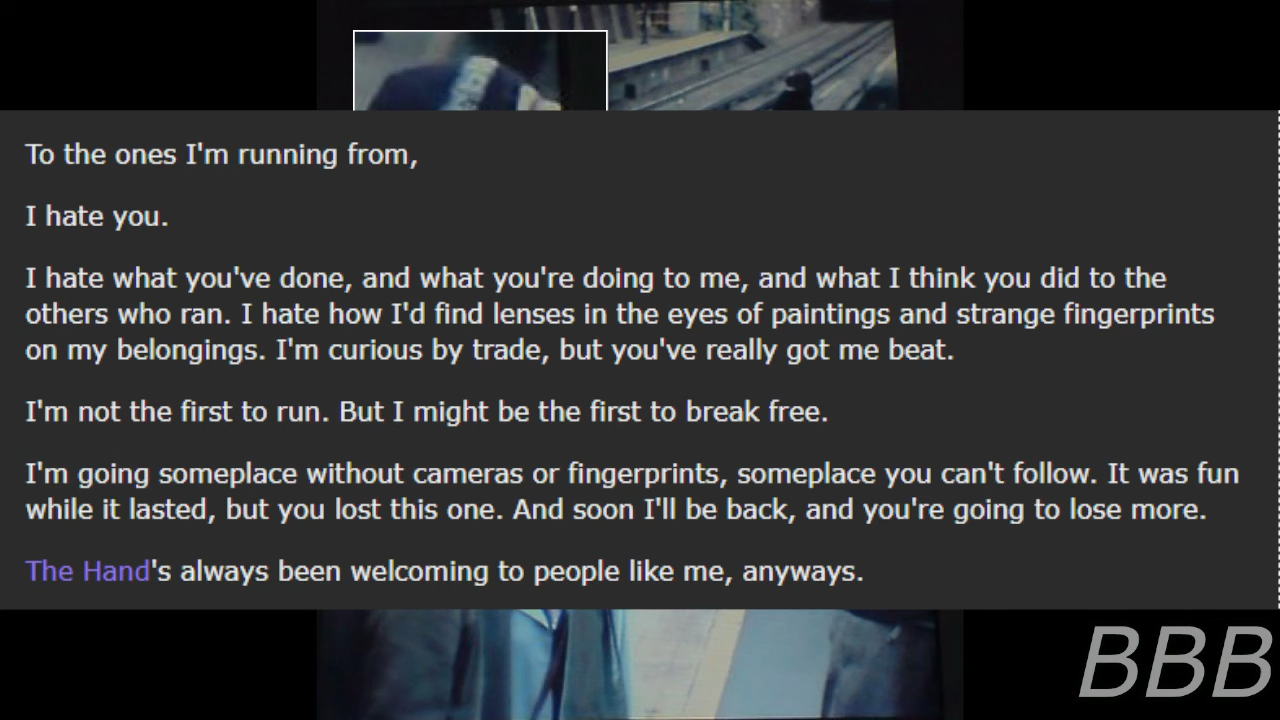 To the ones I'm running from,
I hate you.
I hate what you've done, and what you're doing to me, and what I think you did to the
others who ran. I hate how I'd find lenses in the eyes of paintings and strange fingerprints
on my belongings. I'm curious by trade, but you've really got me beat.
I'm not the first to run. But I might be the first to break free.
I'm going someplace without cameras or fingerprints, someplace you can't follow. It was fun
while it lasted, but you lost this one. And soon I'll be back, and you're going to lose more.
The Hand's always been welcoming to people like me, anyways.
BBB